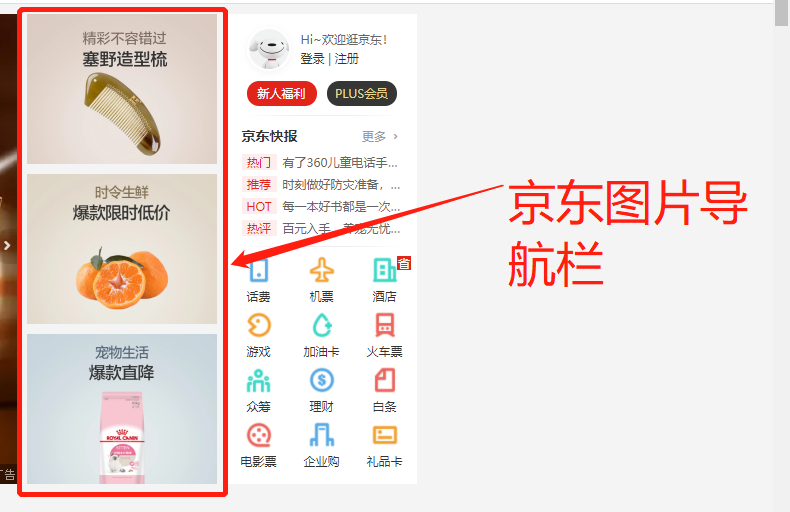 精彩不容错过
塞野造型梳
时令生鲜
爆款限时低价
宠物生活
爆款直降
ROYAL CANIN
广告
Hi~欢迎逛京东!
登录 | 注册
新人福利
PLUS会员
京东快报
更多 >
热门 有了360儿童电话手...
推荐 时刻做好防灾准备，...
HOT 每一本好书都是一次...
热评 百元入手，养宠无忧...
话费
机票
酒店
省
游戏
加油卡
火车票
众筹
理财
白条
电影票
企业购
礼品卡
京东图片导
航栏